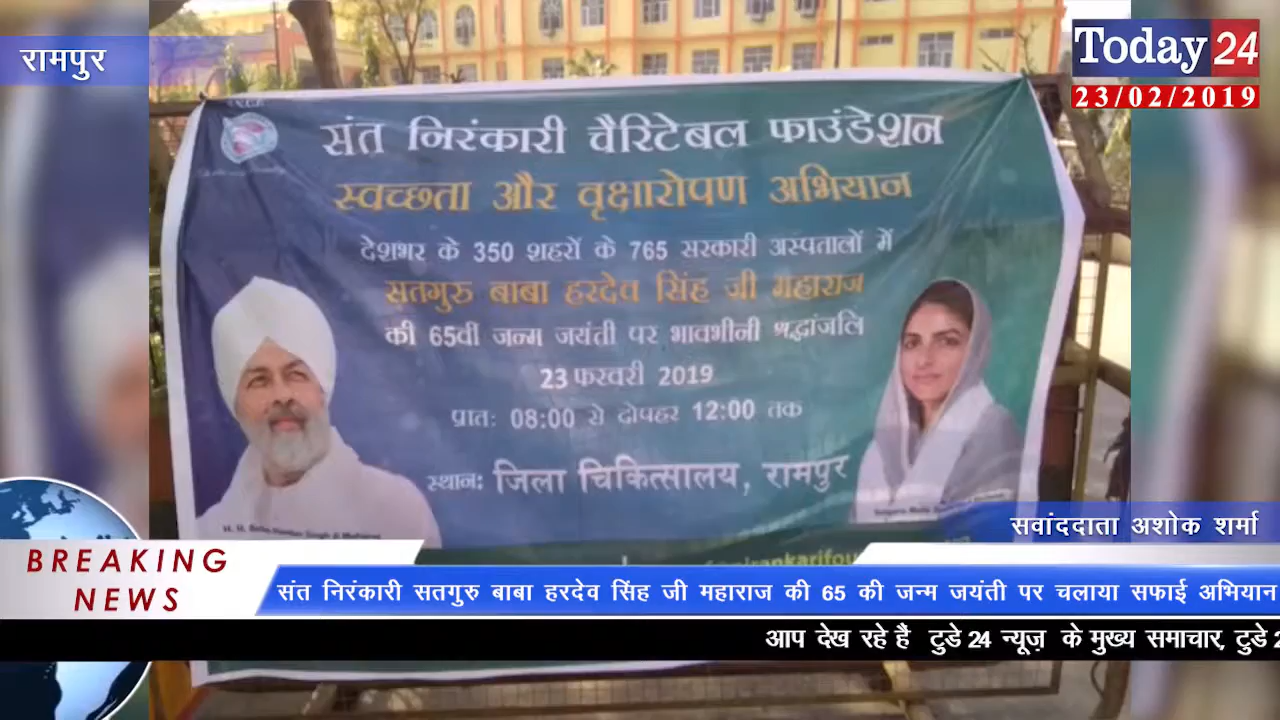 रामपुर
Today 24
23/02/2019
संत निरंकारी चैरिटेबल फाउंडेशन
स्वच्छता और वृक्षारोपण अभियान
देशभर के 350 शहरों के 765 सरकारी अस्पतालों में
सतगुरु बाबा हरदेव सिंह जी महाराज
की 65वीं जन्म जयंती पर भावभीनी श्रद्धांजलि
23 फरवरी 2019
प्रातः 08:00 से दोपहर 12:00 तक
स्थानः जिला चिकित्सालय, रामपुर
सवांददाता अशोक शर्मा
BREAKING
NEWS
संत निरंकारी सतगुरु बाबा हरदेव सिंह जी महाराज की 65 की जन्म जयंती पर चलाया सफाई अभियान
आप देख रहे हैं टुडे 24 न्यूज़ के मुख्य समाचार, टुडे